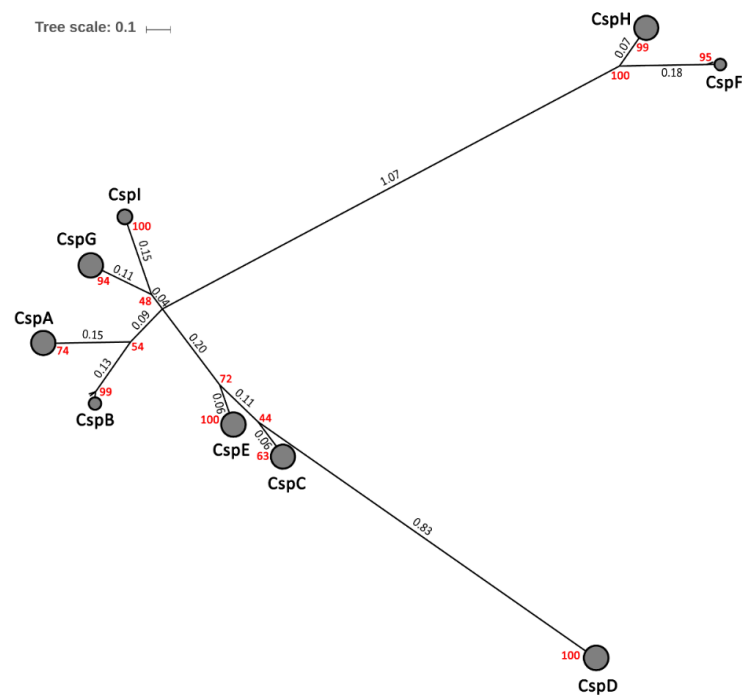 Tree scale: 0.1
CspH
0.07
99
95
100
0.18
CspF
1.07
CspI
100
CspG
0.15
0.11
94
48
0.04
CspA
0.09
0.15
74
54
0.20
0.13
99
CspB
72
0.11
0.06
100
44
CspE
0.06
63
CspC
0.83
100
CspD